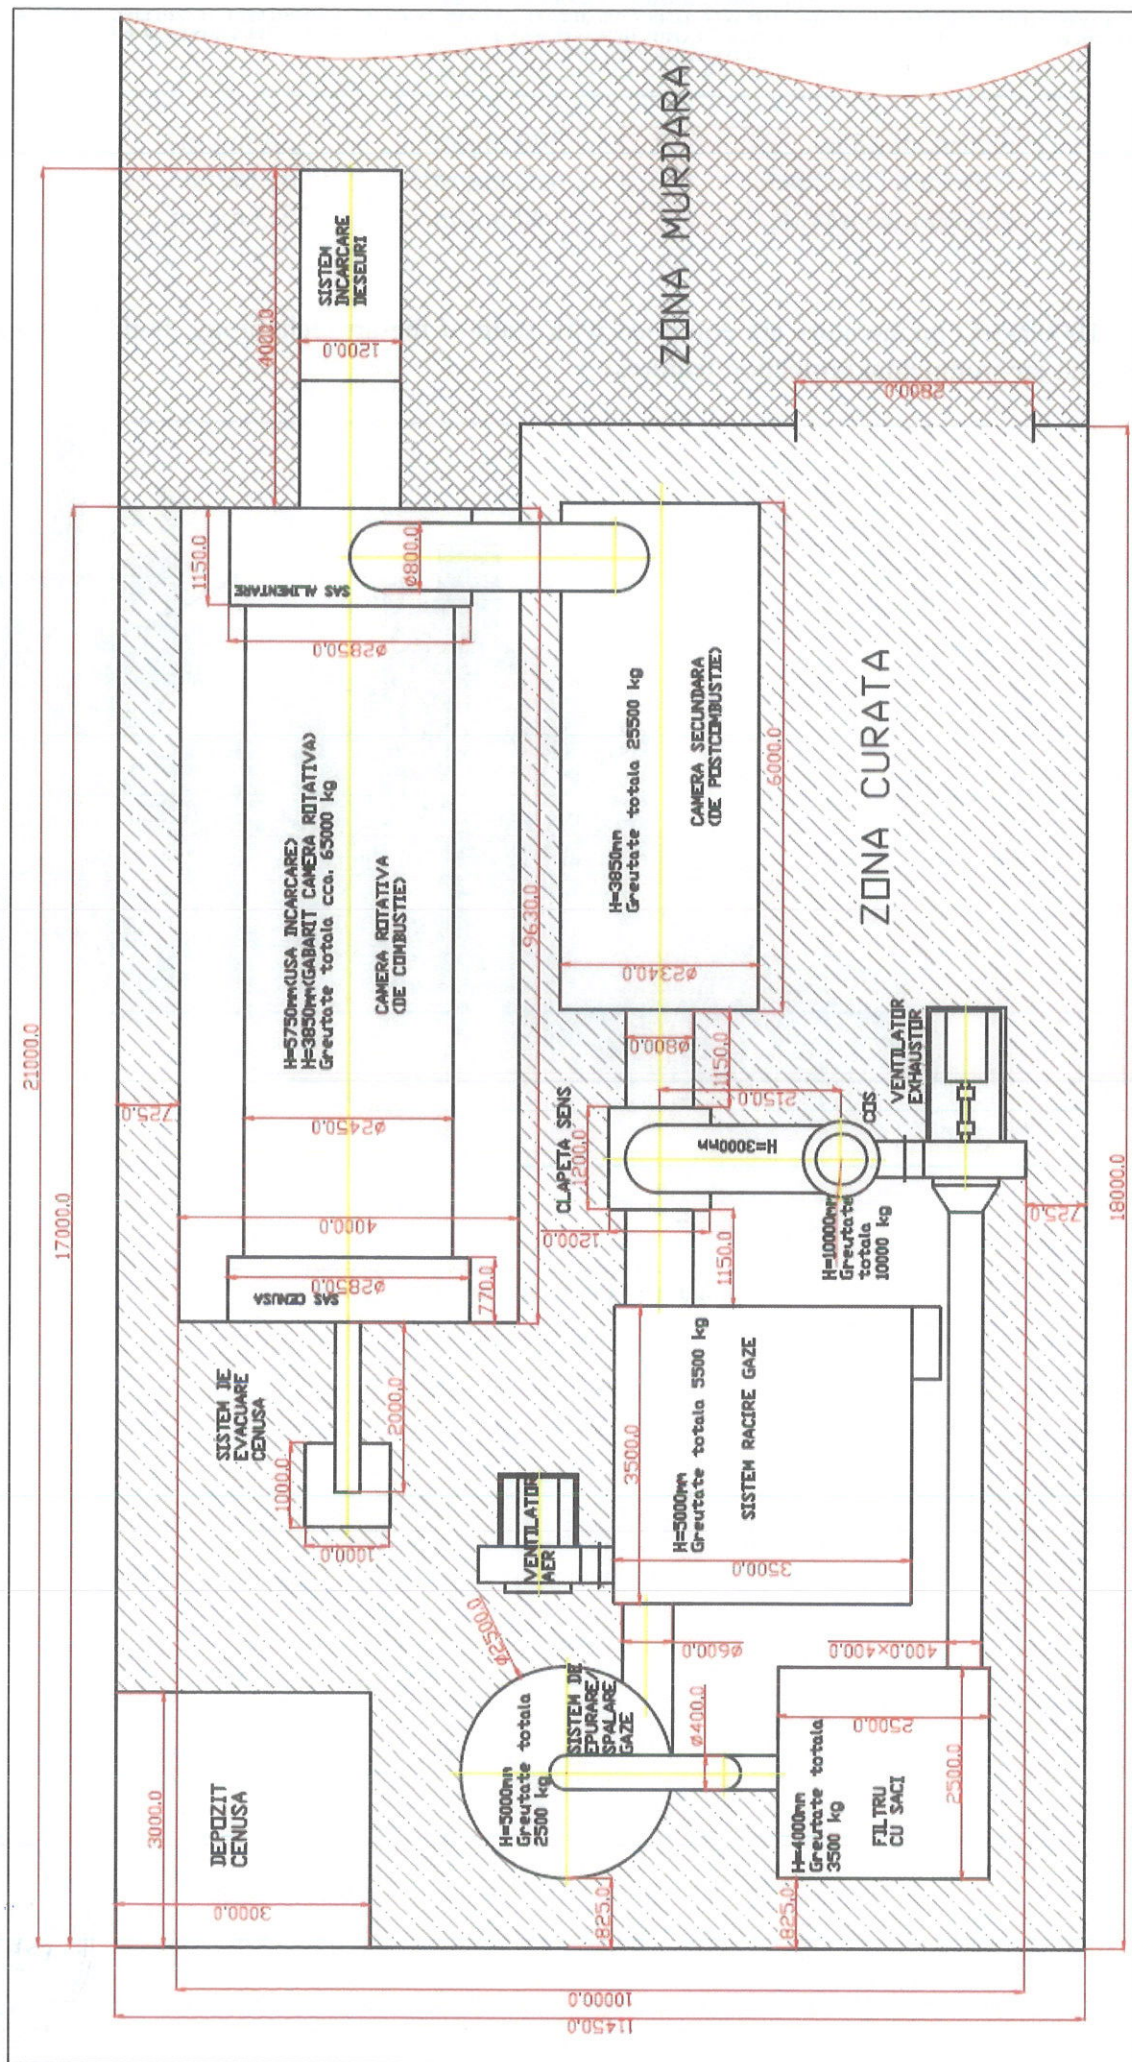 21000.0
17000.0
4000.0
725.0
SISTEM
INCARCARE
DESEURI
1200.0
ZONA MURDARA
2800.0
1150.0
SAS ALIMENTARE
ø2850.0
ø800.0
H=5750mm(USA INCARCARE)
H=3850mm(GABARIT CAMERA ROTATIVA)
Greutate totala cca. 65000 kg
CAMERA ROTATIVA
(DE COMBUSTIE)
ø2450.0
4000.0
9630.0
SAS CENUSA
ø2850.0
770.0
SISTEM DE
EVACUARE
CENUSA
2000.0
1000.0
1000.0
DEPOZIT
CENUSA
3000.0
3000.0
H=3850mm
Greutate totala 25500 kg
CAMERA SECUNDARA
(DE POSTCOMBUSTIE)
6000.0
ø2340.0
ZONA CURATA
ø800.0
1150.0
2150.0
CLAPETA SENS
1200.0
1200.0
H=3000mm
COS
VENTILATOR
EXHAUSTOR
H=10000mm
Greutate
totala
10000 kg
725.0
18000.0
1150.0
H=5000mm
Greutate totala 5500 kg
SISTEM RACIRE GAZE
3500.0
3500.0
VENTILATOR
AER
ø600.0
400.0x400.0
ø2500.0
SISTEM DE
EPURARE/
SPALARE
GAZE
H=5000mm
Greutate totala
2500 kg
ø400.0
H=4000mm
Greutate totala
3500 kg
FILTRU
CU SACI
2500.0
2500.0
825.0
825.0
10000.0
11450.0